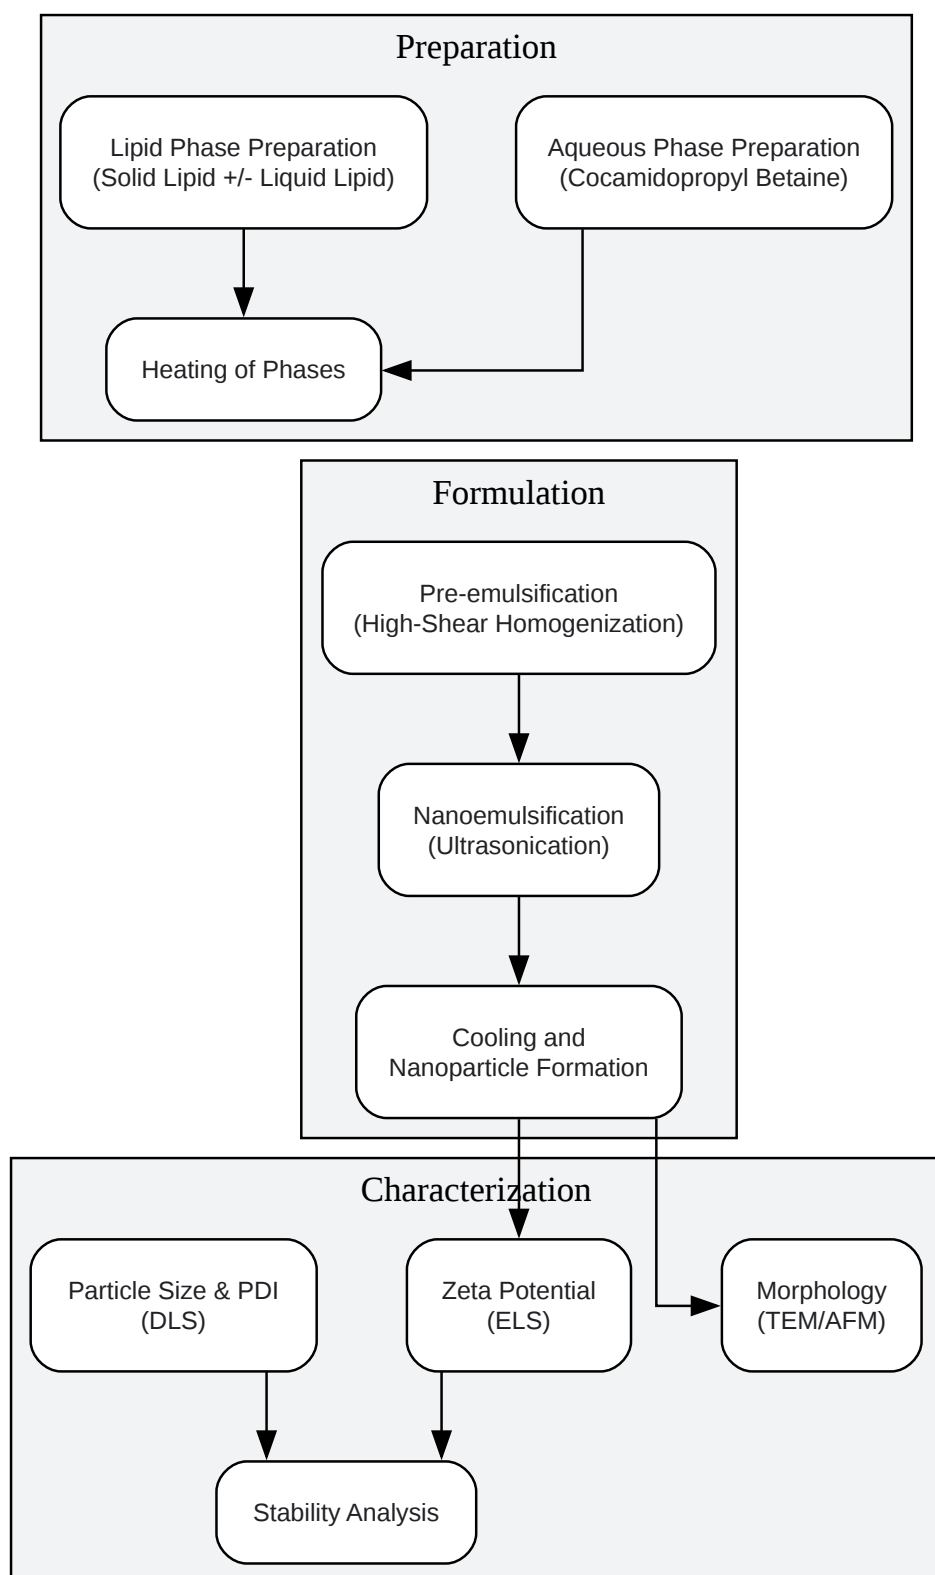 Preparation
Lipid Phase Preparation
(Solid Lipid +/- Liquid Lipid)
Aqueous Phase Preparation
(Cocamidopropyl Betaine)
Heating of Phases
Formulation
Pre-emulsification
(High-Shear Homogenization)
Nanoemulsification
(Ultrasonication)
Cooling and
Nanoparticle Formation
Characterization
Particle Size & PDI
(DLS)
Zeta Potential
(ELS)
Morphology
(TEM/AFM)
Stability Analysis